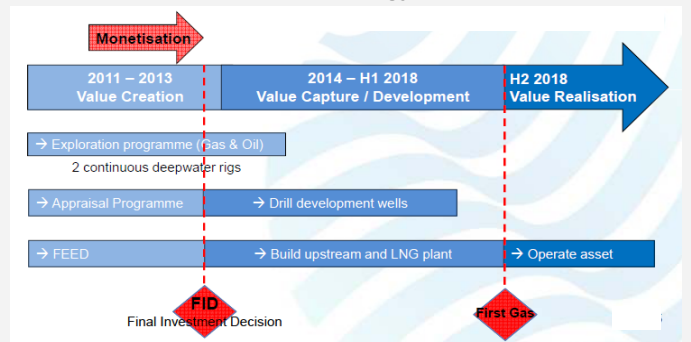 Monetisation
2011 – 2013
Value Creation
2014 – H1 2018
Value Capture / Development
H2 2018
Value Realisation
→ Exploration programme (Gas & Oil)
2 continuous deepwater rigs
→ Appraisal Programme
→ Drill development wells
→ FEED
→ Build upstream and LNG plant
→ Operate asset
FID
Final Investment Decision
First Gas